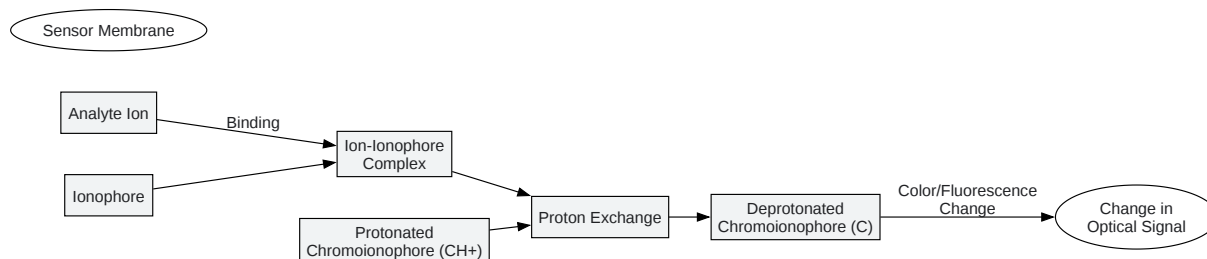 Sensor Membrane
Analyte Ion
Binding
Ion-Ionophore
Complex
Ionophore
Protonated
Chromoionophore (CH+)
Proton Exchange
Deprotonated
Chromoionophore (C)
Color/Fluorescence
Change
Change in
Optical Signal